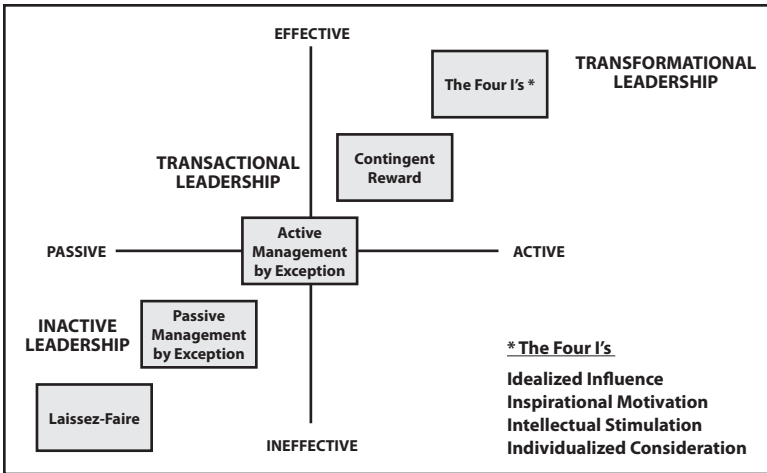 EFFECTIVE
The Four I's *
TRANSFORMATIONAL
LEADERSHIP
Contingent
Reward
TRANSACTIONAL
LEADERSHIP
Active
Management
by Exception
PASSIVE
ACTIVE
INACTIVE
LEADERSHIP
Passive
Management
by Exception
Laissez-Faire
INEFFECTIVE
* The Four I's
Idealized Influence
Inspirational Motivation
Intellectual Stimulation
Individualized Consideration